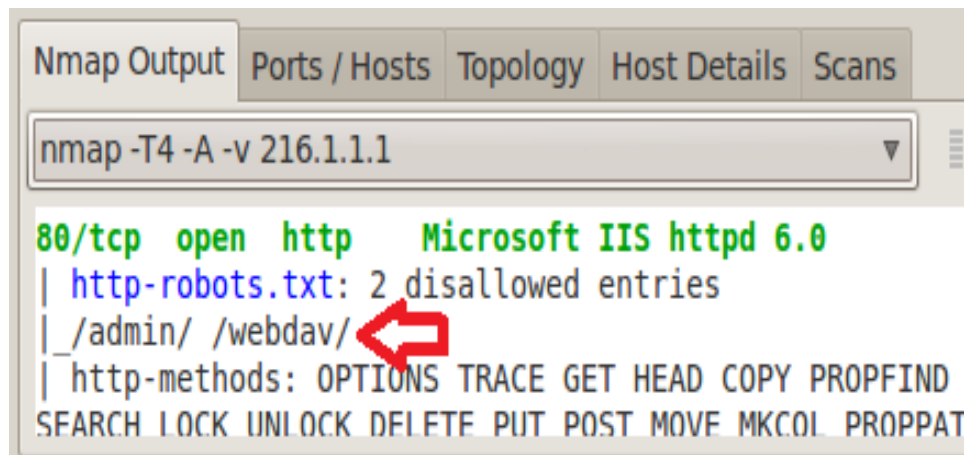 Nmap Output Ports / Hosts Topology Host Details Scans
nmap -T4 -A -v 216.1.1.1
80/tcp open http Microsoft IIS httpd 6.0
| http-robots.txt: 2 disallowed entries
|_/admin/ /webdav/
| http-methods: OPTIONS TRACE GET HEAD COPY PROPFIND
SEARCH LOCK UNLOCK DELETE PUT POST MOVE MKCOL PROPPAT